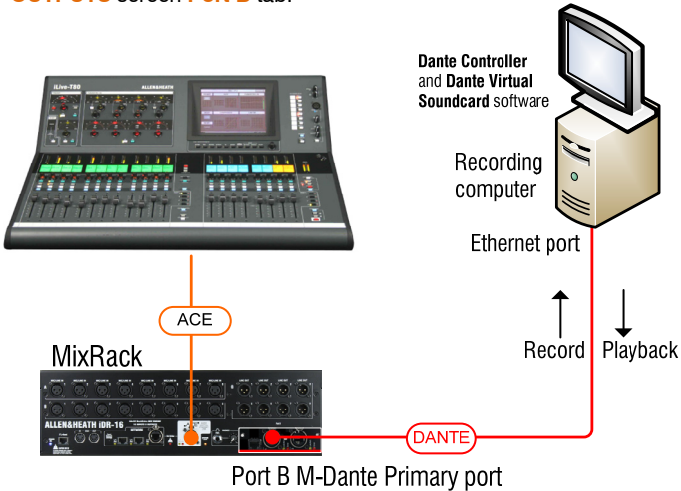 Dante Controller
and Dante Virtual
Soundcard software
iLive-T80
ALLEN&HEATH
Recording
computer
Ethernet port
ACE
Record
Playback
MixRack
ALLEN&HEATH iDR-16
DANTE
Port B M-Dante Primary port